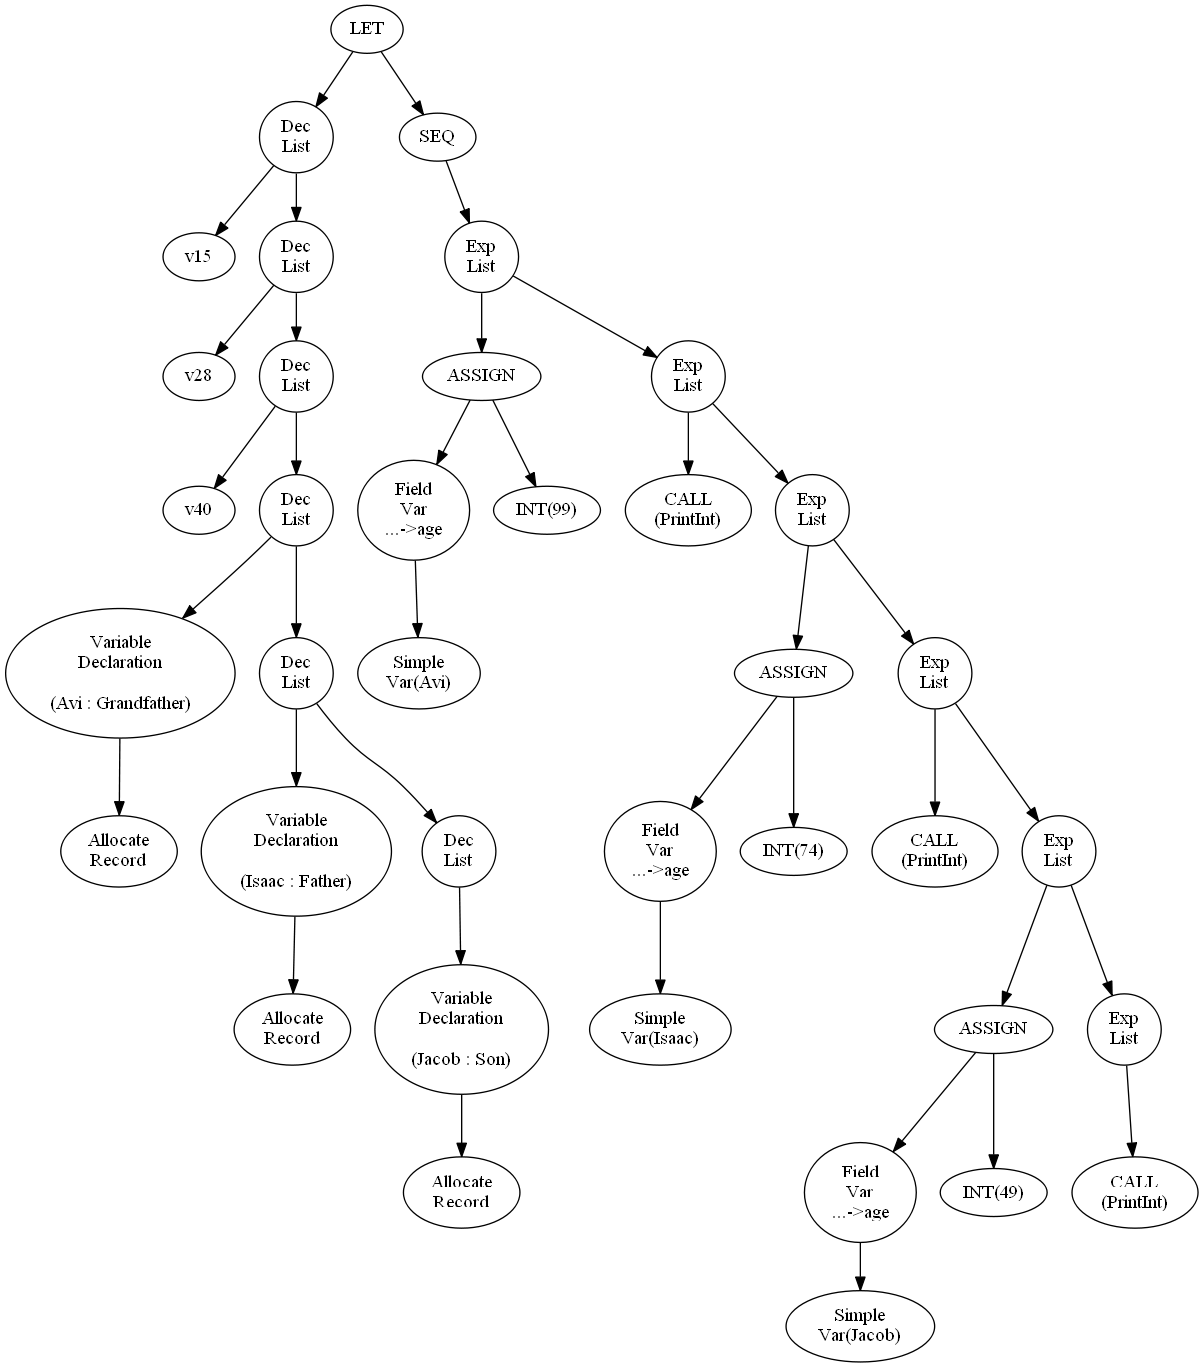 LET
Dec
List
SEQ
v15
Dec
List
Exp
List
v28
Dec
List
ASSIGN
Exp
List
v40
Dec
List
Field
Var
...->age
INT(99)
CALL
(PrintInt)
Exp
List
Variable
Declaration
(Avi : Grandfather)
Dec
List
Simple
Var(Avi)
ASSIGN
Exp
List
Allocate
Record
Variable
Declaration
(Isaac : Father)
Dec
List
Field
Var
...->age
INT(74)
CALL
(PrintInt)
Exp
List
Allocate
Record
Variable
Declaration
(Jacob : Son)
Simple
Var(Isaac)
ASSIGN
Exp
List
Allocate
Record
Field
Var
...->age
INT(49)
CALL
(PrintInt)
Simple
Var(Jacob)